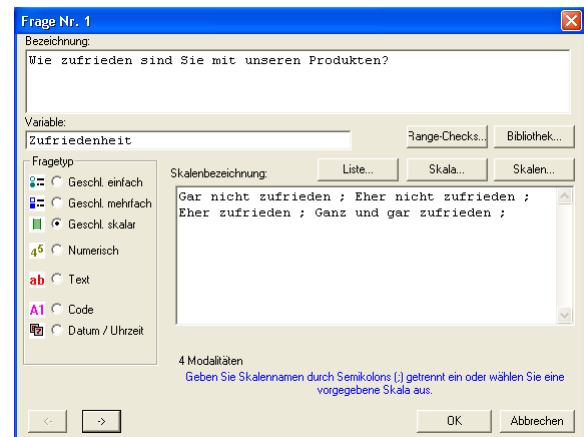 Frage Nr. 1
Bezeichnung:
Wie zufrieden sind Sie mit unseren Produkten?
Variable:
Zufriedenheit
Range-Checks...
Bibliothek...
Fragetyp
Skalenbezeichnung:
Liste...
Skala...
Skalen...
Geschl. einfach
Geschl. mehrfach
Geschl. skalar
45 Numerisch
ab Text
A1 Code
Datum / Uhrzeit
Gar nicht zufrieden ; Eher nicht zufrieden ;
Eher zufrieden ; Ganz und gar zufrieden ;
4 Modalitäten
Geben Sie Skalennamen durch Semikolons (;) getrennt ein oder wählen Sie eine
vorgegebene Skala aus.
<-
->
OK
Abbrechen